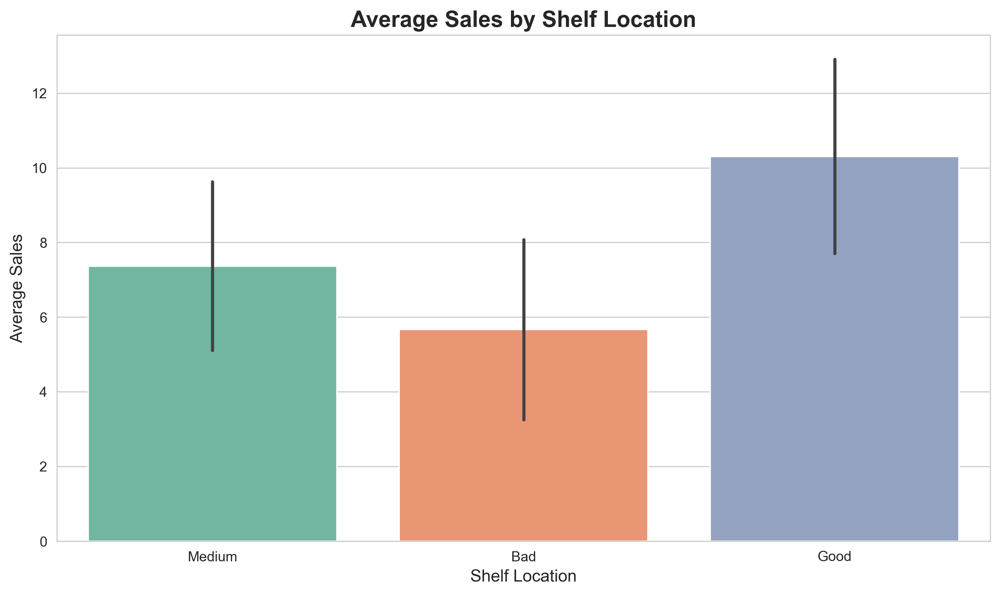 Average Sales by Shelf Location
Average Sales
12
10
8
6
4
2
0
Medium
Bad
Good
Shelf Location